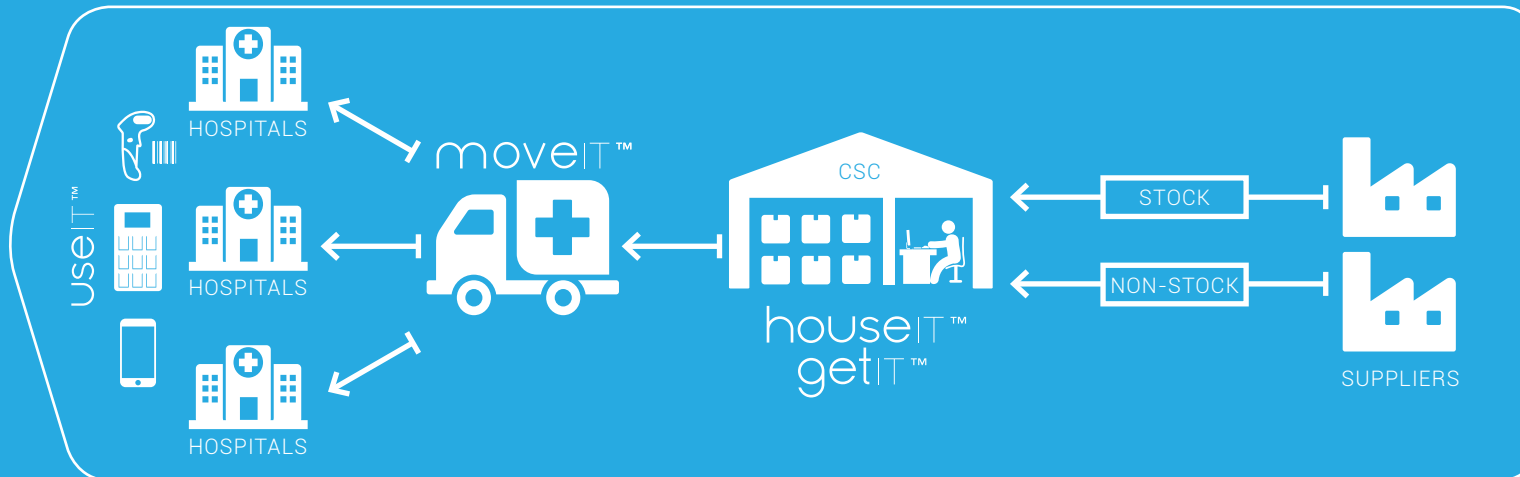 useIT™
HOSPITALS
HOSPITALS
HOSPITALS
moveIT™
CSC
houseIT™
getIT™
STOCK
NON-STOCK
SUPPLIERS